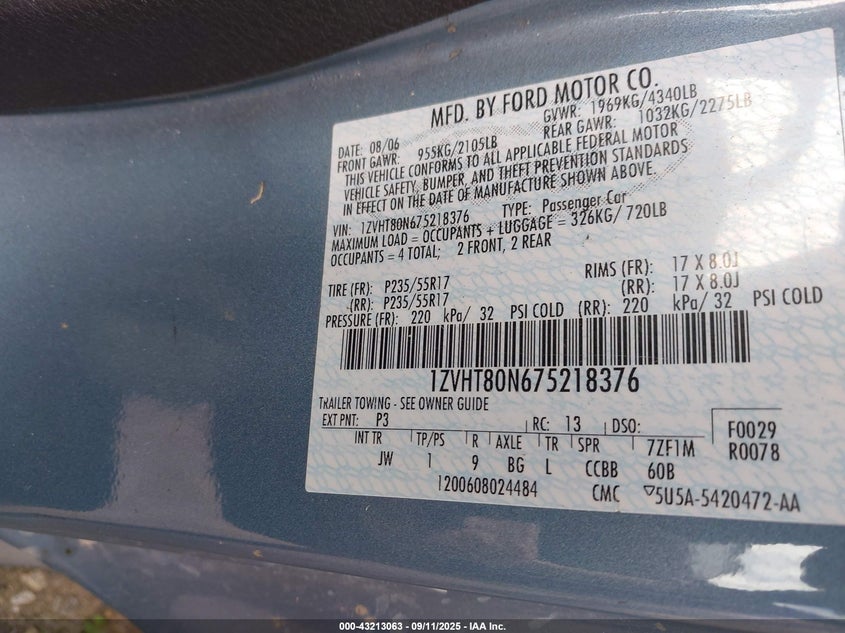 MFD. BY FORD MOTOR CO.
DATE: 08/06 GVWR: 1969KG/4340LB
FRONT GAWR: 955KG/2105LB REAR GAWR: 1032KG/2275LB
THIS VEHICLE CONFORMS TO ALL APPLICABLE FEDERAL MOTOR
VEHICLE SAFETY, BUMPER, AND THEFT PREVENTION STANDARDS
IN EFFECT ON THE DATE OF MANUFACTURE SHOWN ABOVE.
VIN: 1ZVHT80N675218376 TYPE: Passenger Car
MAXIMUM LOAD = OCCUPANTS + LUGGAGE = 326KG/ 720LB
OCCUPANTS = 4 TOTAL; 2 FRONT, 2 REAR
TIRE (FR): P235/55R17 RIMS (FR): 17 X 8.0J
(RR): P235/55R17 (RR): 17 X 8.0J
PRESSURE (FR): 220 kPa/ 32 PSI COLD (RR): 220 kPa/ 32 PSI COLD
1ZVHT80N675218376
TRAILER TOWING - SEE OWNER GUIDE
EXT PNT: P3 RC: 13 DSO: F0029
INT TR TP/PS R AXLE TR SPR 7ZF1M R0078
JW 1 9 BG L CCBB 60B
1200608024484 CMC ▽5U5A-5420472-AA
000-43213063 - 09/11/2025 - IAA Inc.